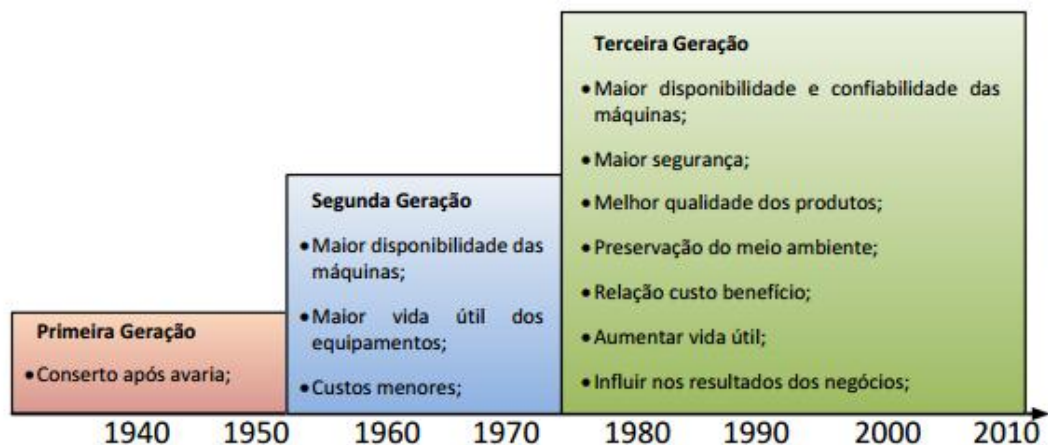 Primeira Geração
•Conserto após avaria;
Segunda Geração
•Maior disponibilidade das
máquinas;
•Maior vida útil dos
equipamentos;
•Custos menores;
Terceira Geração
•Maior disponibilidade e confiabilidade das
máquinas;
•Maior segurança;
•Melhor qualidade dos produtos;
•Preservação do meio ambiente;
•Relação custo benefício;
•Aumentar vida útil;
•Influir nos resultados dos negócios;
1940 1950 1960 1970 1980 1990 2000 2010